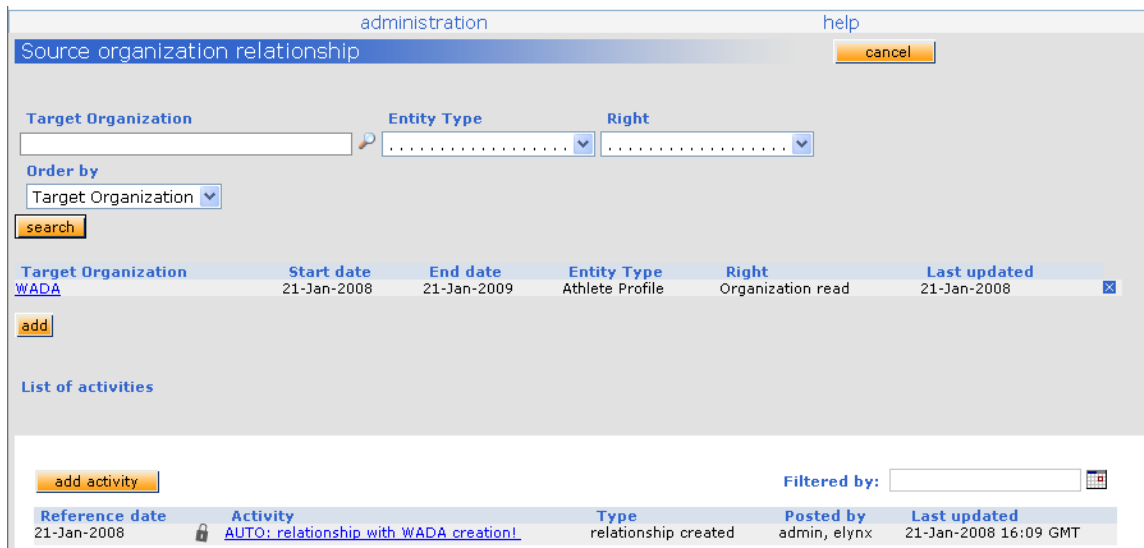 administration help
Source organization relationship cancel
Target Organization Entity Type Right
. . . . . . . . . . . . . . . . . . . . . . . . . . . . . . . . . . . . . .
Order by
Target Organization
search
Target Organization Start date End date Entity Type Right Last updated
WADA 21-Jan-2008 21-Jan-2009 Athlete Profile Organization read 21-Jan-2008
add
List of activities
add activity Filtered by:
Reference date Activity Type Posted by Last updated
21-Jan-2008 AUTO: relationship with WADA creation! relationship created admin, elynx 21-Jan-2008 16:09 GMT